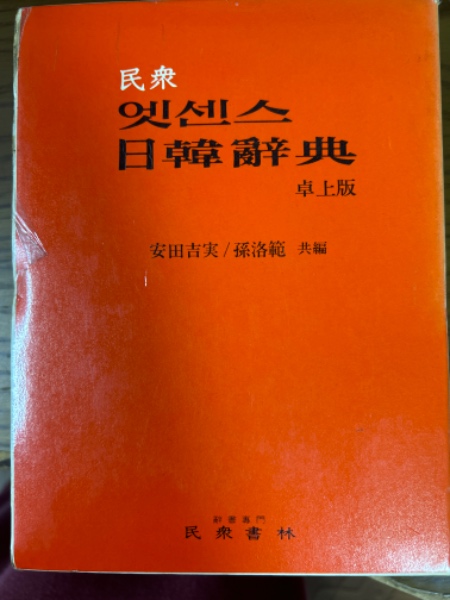 民衆
엣센스
日韓辭典
卓上版
安田吉実/孫洛範 共編
辭書專門
民衆書林